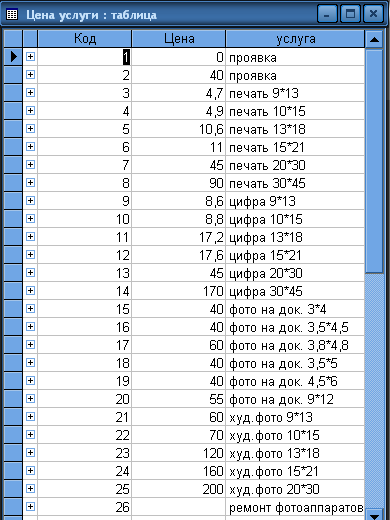 Цена услуги : таблица
Код Цена услуга
1 0 проявка
2 40 проявка
3 4,7 печать 9*13
4 4,9 печать 10*15
5 10,6 печать 13*18
6 11 печать 15*21
7 45 печать 20*30
8 90 печать 30*45
9 8,6 цифра 9*13
10 8,8 цифра 10*15
11 17,2 цифра 13*18
12 17,6 цифра 15*21
13 45 цифра 20*30
14 170 цифра 30*45
15 40 фото на док. 3*4
16 40 фото на док. 3,5*4,5
17 60 фото на док. 3,8*4,8
18 40 фото на док. 3,5*5
19 40 фото на док. 4,5*6
20 55 фото на док. 9*12
21 60 худ.фото 9*13
22 70 худ.фото 10*15
23 120 худ.фото 13*18
24 160 худ.фото 15*21
25 200 худ.фото 20*30
26 ремонт фотоаппаратов